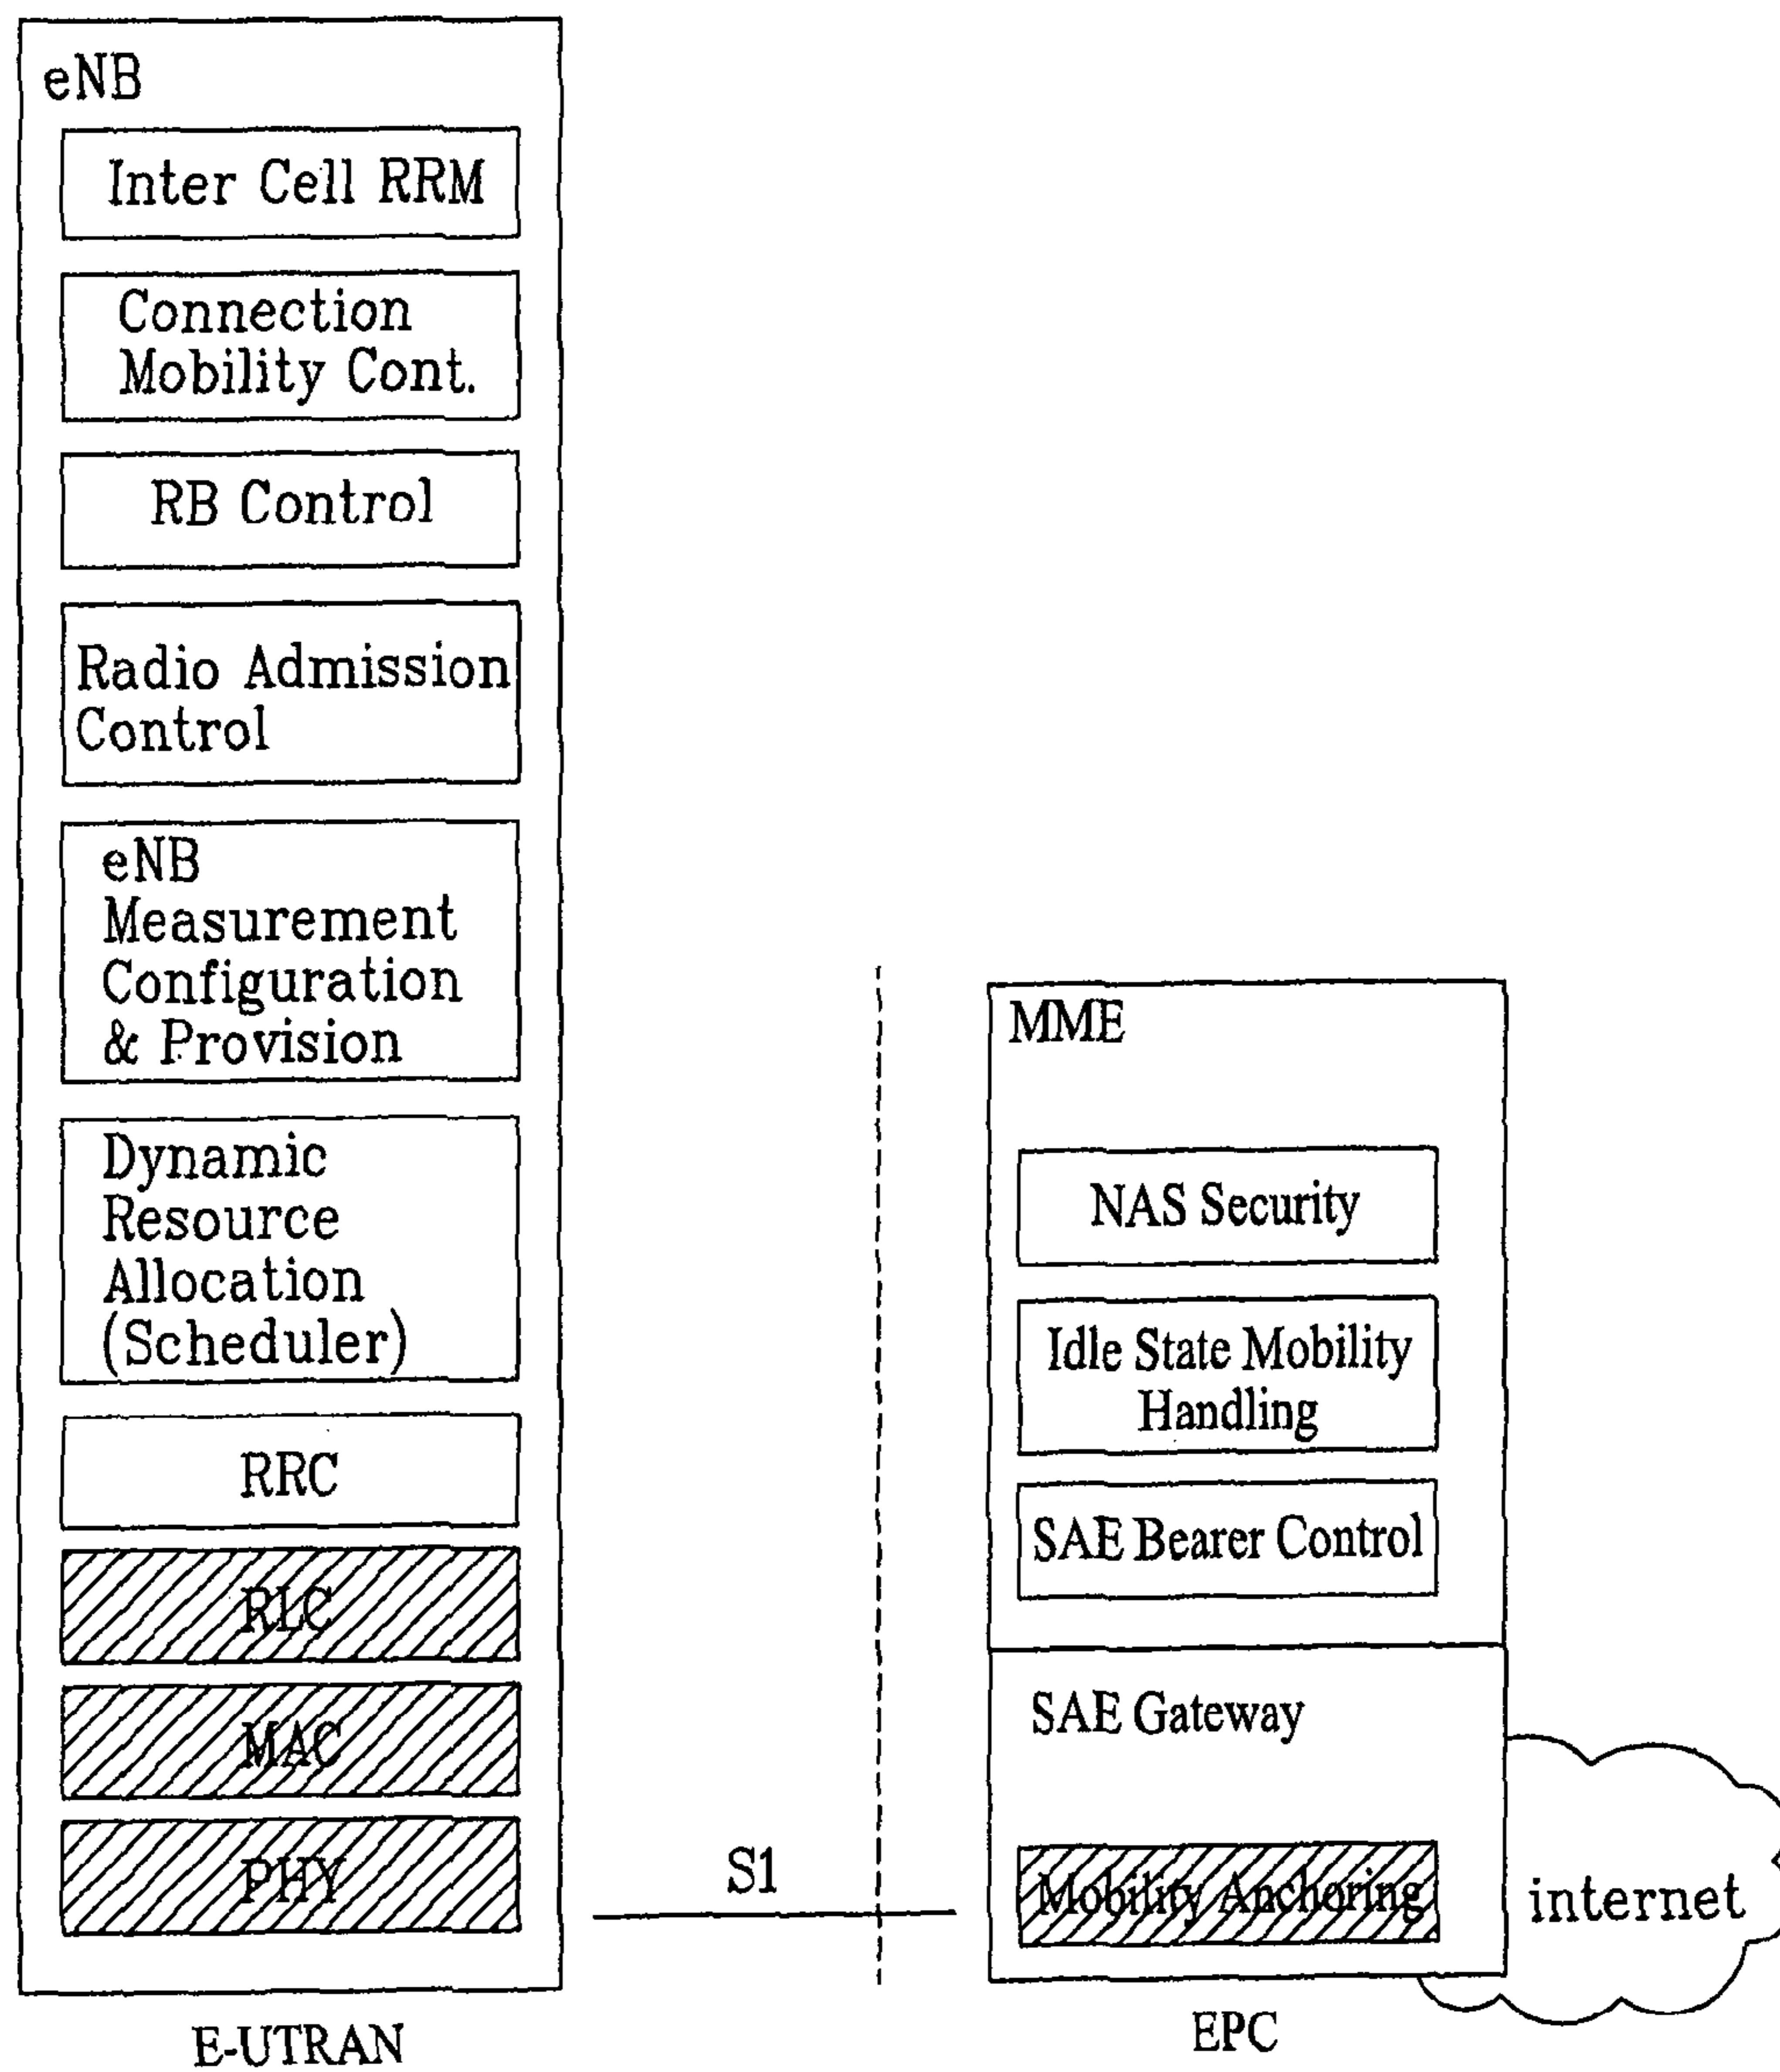 eNB
Inter Cell RRM
Connection
Mobility Cont.
RB Control
Radio Admission
Control
eNB
Measurement
Configuration
& Provision
Dynamic
Resource
Allocation
(Scheduler)
RRC
RLC
MAC
PHY
E-UTRAN
S1
MME
NAS Security
Idle State Mobility
Handling
SAE Bearer Control
SAE Gateway
Mobility Anchoring
EPC
internet